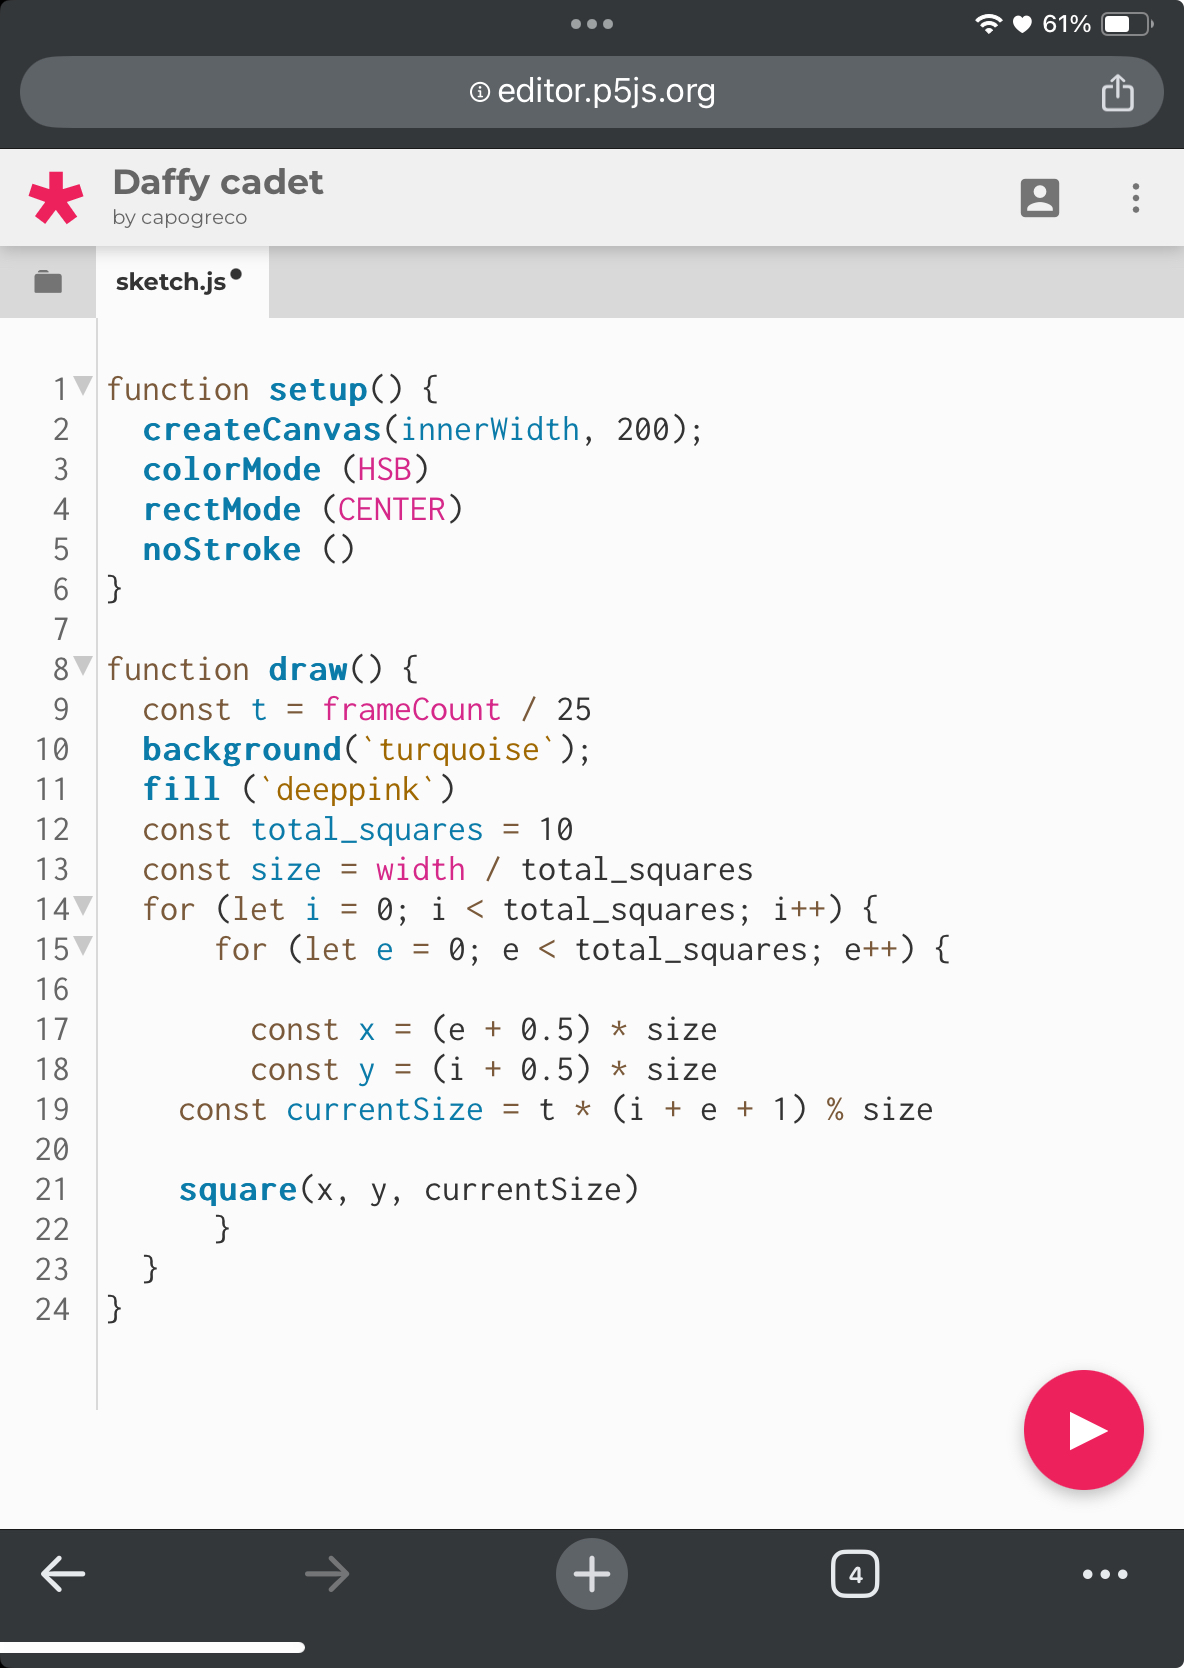 61%
editor.p5js.org
Daffy cadet
by capogreco
sketch.js
1 function setup() {
2   createCanvas(innerWidth, 200);
3   colorMode (HSB)
4   rectMode (CENTER)
5   noStroke ()
6 }
7
8 function draw() {
9   const t = frameCount / 25
10   background(`turquoise`);
11   fill (`deeppink`)
12   const total_squares = 10
13   const size = width / total_squares
14   for (let i = 0; i < total_squares; i++) {
15       for (let e = 0; e < total_squares; e++) {
16
17         const x = (e + 0.5) * size
18         const y = (i + 0.5) * size
19     const currentSize = t * (i + e + 1) % size
20
21     square(x, y, currentSize)
22       }
23   }
24 }
4